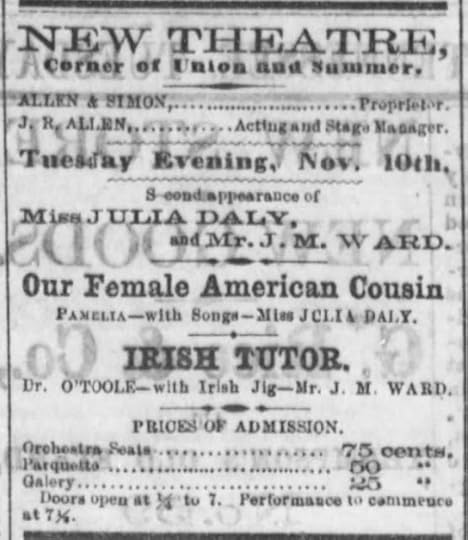 NEW THEATRE,
Corner of Union and Summer.
ALLEN & SIMON,........................Proprietor.
J. R. ALLEN,............Acting and Stage Manager.
Tuesday Evening, Nov. 10th.
S cond appearance of
Miss JULIA DALY,
and Mr. J. M. WARD.
Our Female American Cousin
PAMELIA—with Songs—Miss JULIA DALY.
IRISH TUTOR.
Dr. O'TOOLE—with Irish Jig—Mr. J. M. WARD.
PRICES OF ADMISSION.
Orchestra Seats........................75 cents.
Parquette..............................50 "
Galery.................................25 "
Doors open at ¼ to 7. Performance to commence
at 7½.